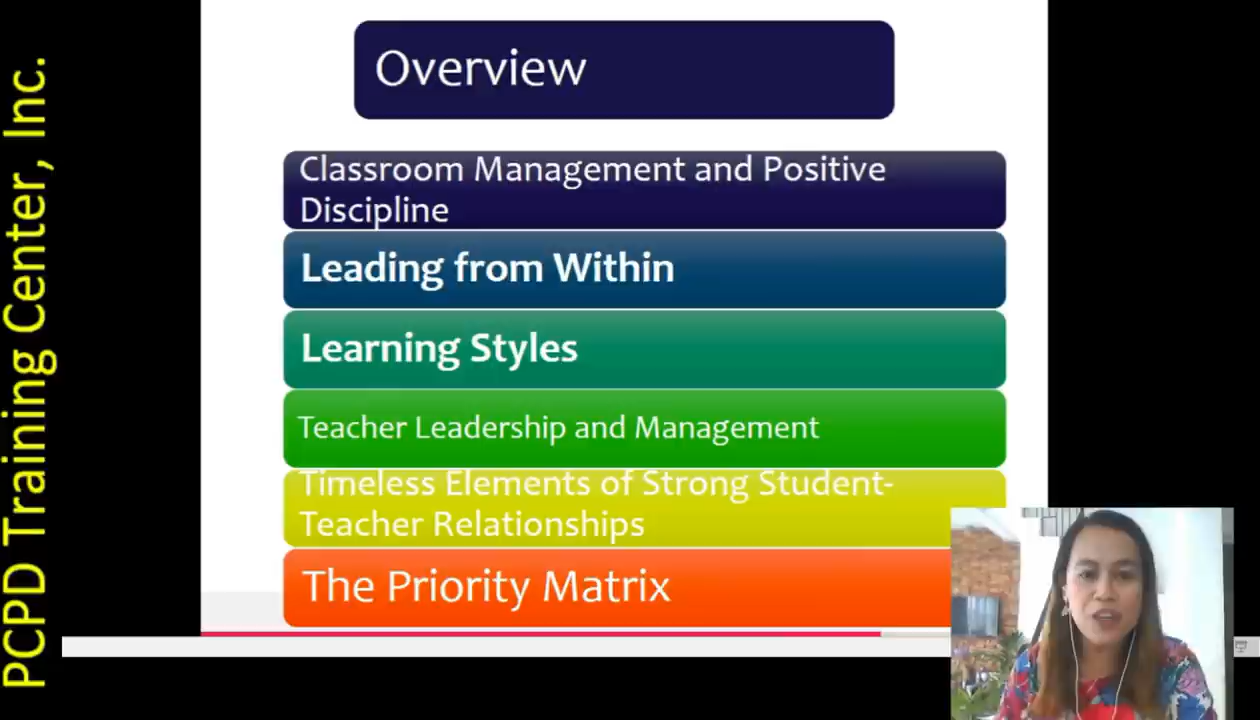 PCPD Training Center, Inc.
Overview
Classroom Management and Positive
Discipline
Leading from Within
Learning Styles
Teacher Leadership and Management
Timeless Elements of Strong Student-
Teacher Relationships
The Priority Matrix